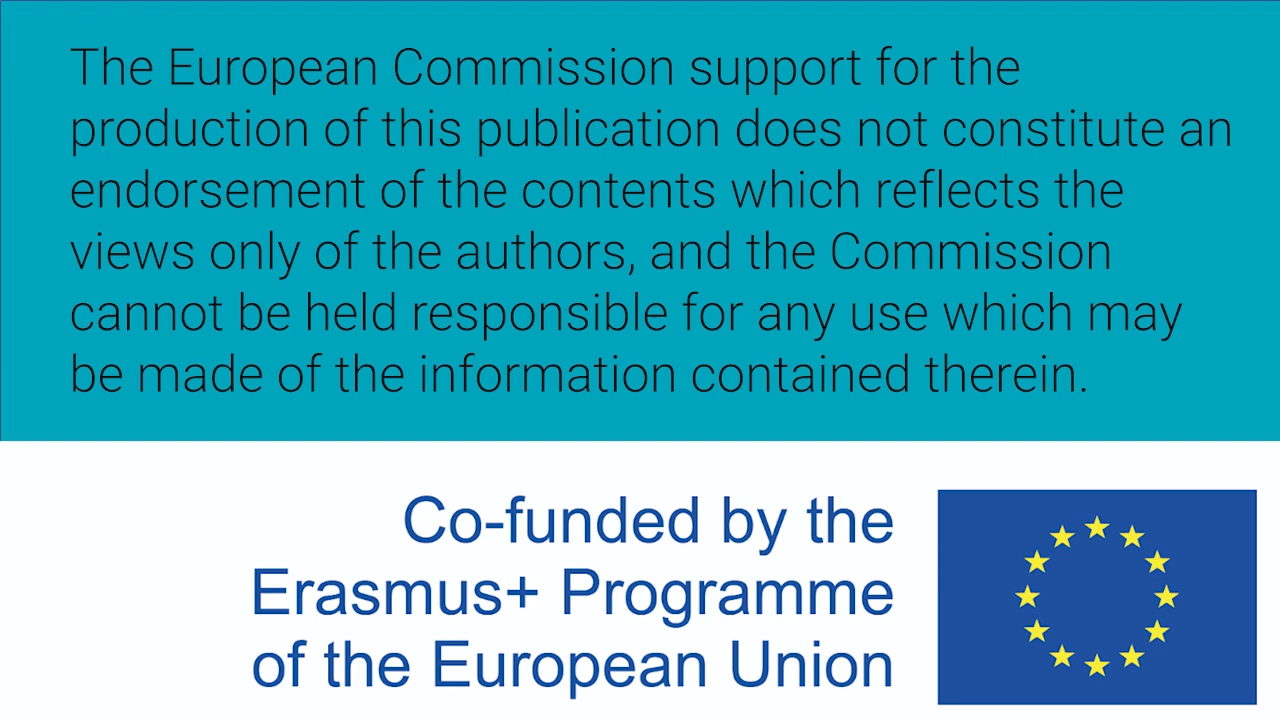 The European Commission support for the
production of this publication does not constitute an
endorsement of the contents which reflects the
views only of the authors, and the Commission
cannot be held responsible for any use which may
be made of the information contained therein.
Co-funded by the
Erasmus+ Programme
of the European Union